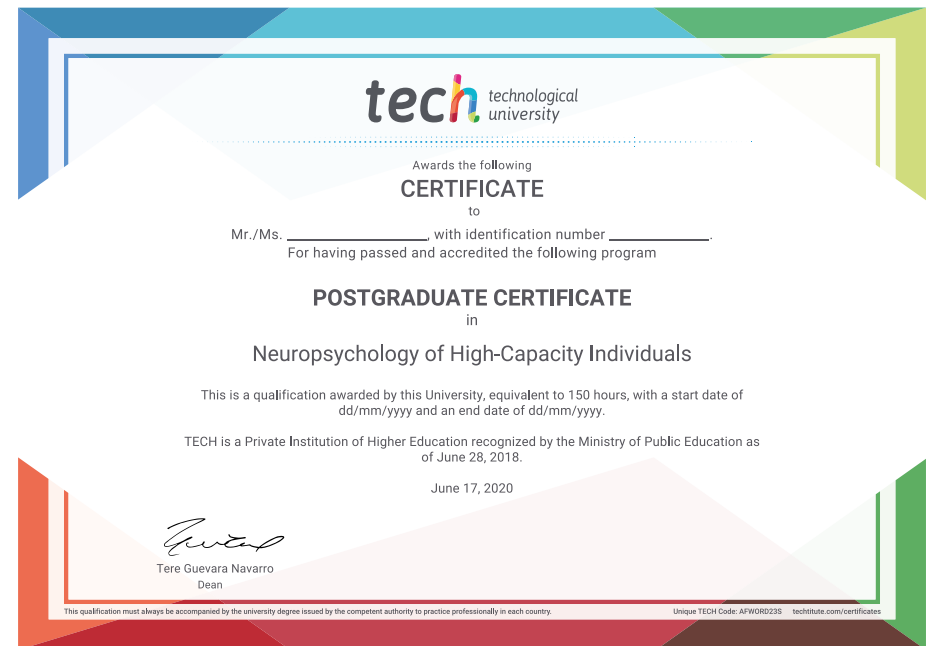 tech technological
university
Awards the following
CERTIFICATE
to
Mr./Ms. ____________________, with identification number ______________.
For having passed and accredited the following program
POSTGRADUATE CERTIFICATE
in
Neuropsychology of High-Capacity Individuals
This is a qualification awarded by this University, equivalent to 150 hours, with a start date of
dd/mm/yyyy and an end date of dd/mm/yyyy.
TECH is a Private Institution of Higher Education recognized by the Ministry of Public Education as
of June 28, 2018.
June 17, 2020
Tere Guevara Navarro
Dean
This qualification must always be accompanied by the university degree issued by the competent authority to practice professionally in each country. Unique TECH Code: AFWORD23S techtitute.com/certificates